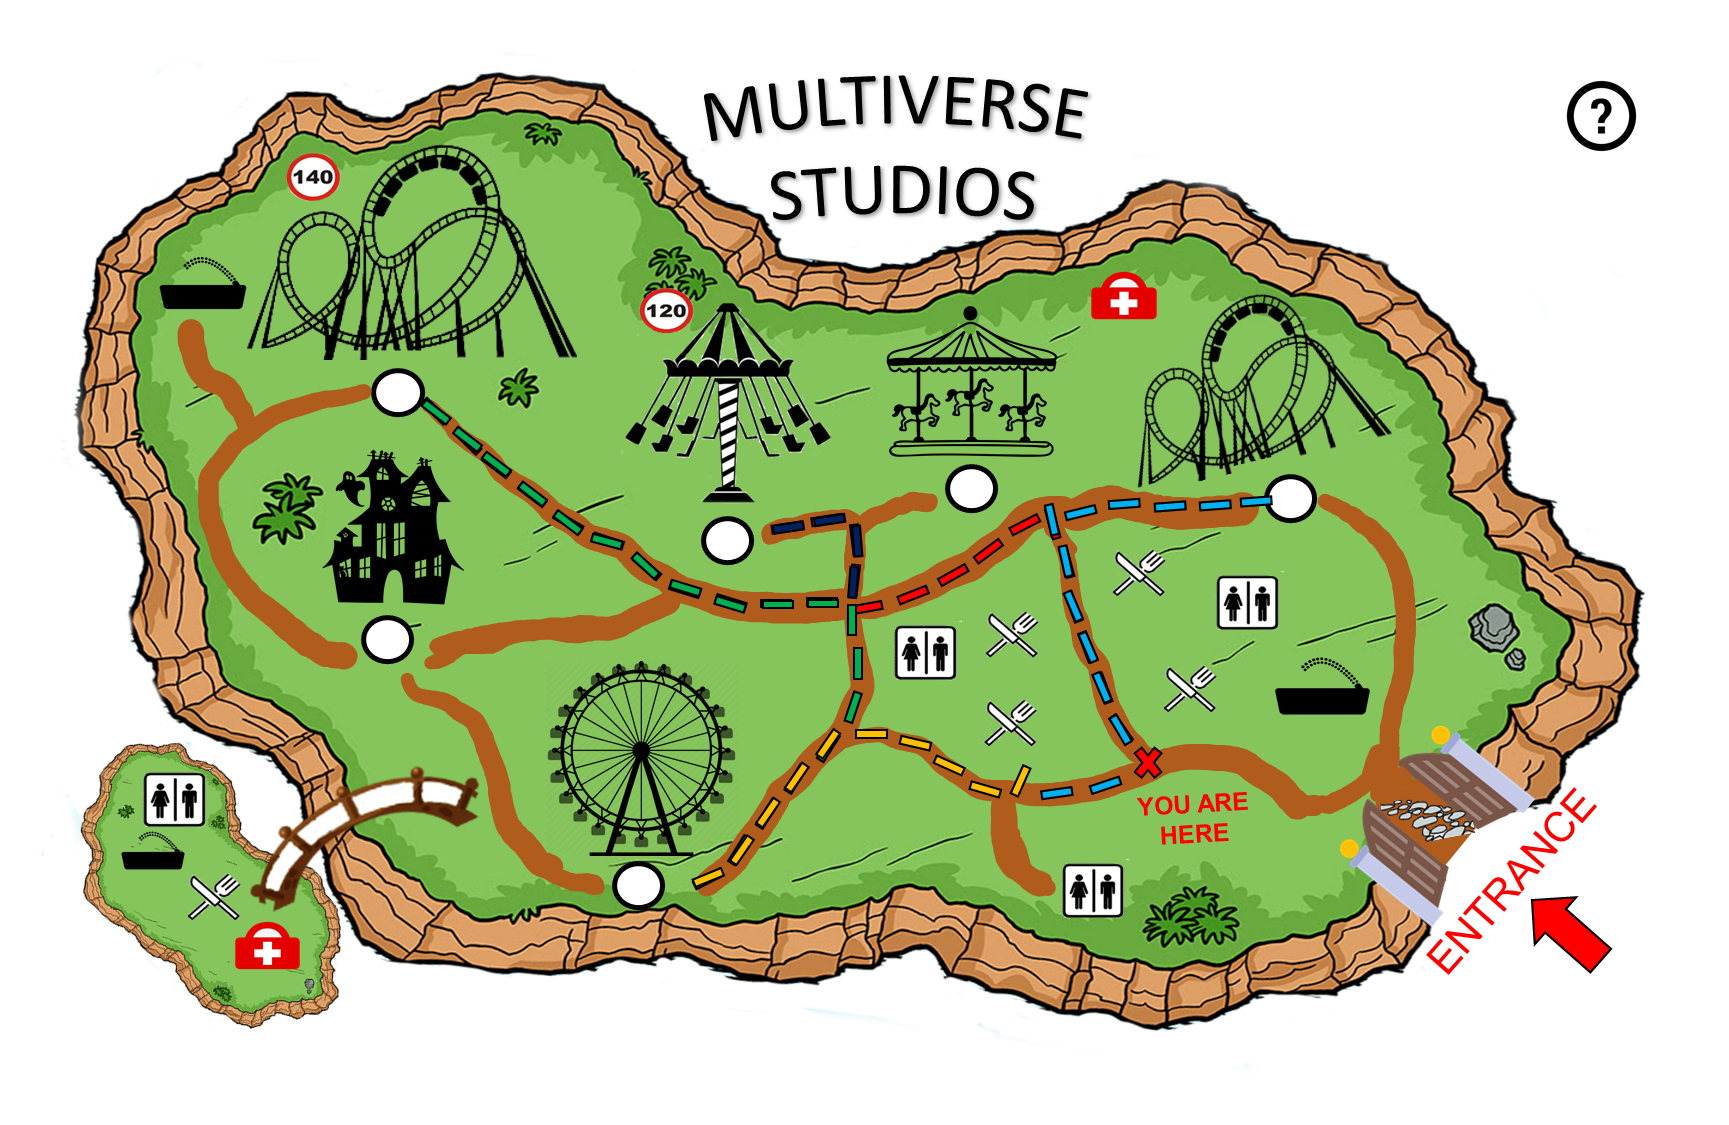 MULTIVERSE
STUDIOS
?
140
120
YOU ARE
HERE
ENTRANCE